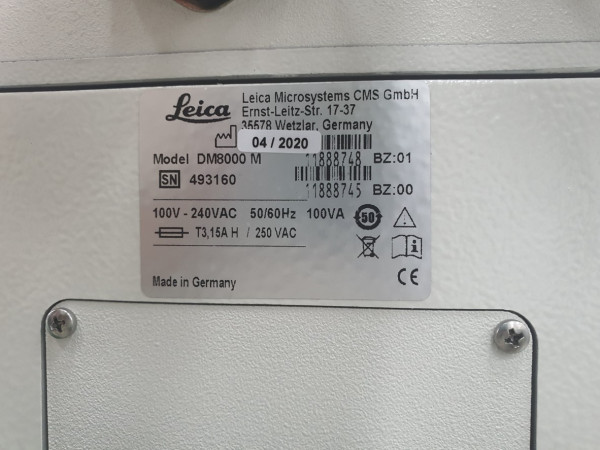 Leica
Leica Microsystems CMS GmbH
Ernst-Leitz-Str. 17-37
35578 Wetzlar, Germany
04 / 2020
Model DM8000 M
11888748 BZ:01
SN 493160
11888745 BZ:00
100V - 240VAC 50/60Hz 100VA
50
T3,15A H / 250 VAC
Made in Germany
CE